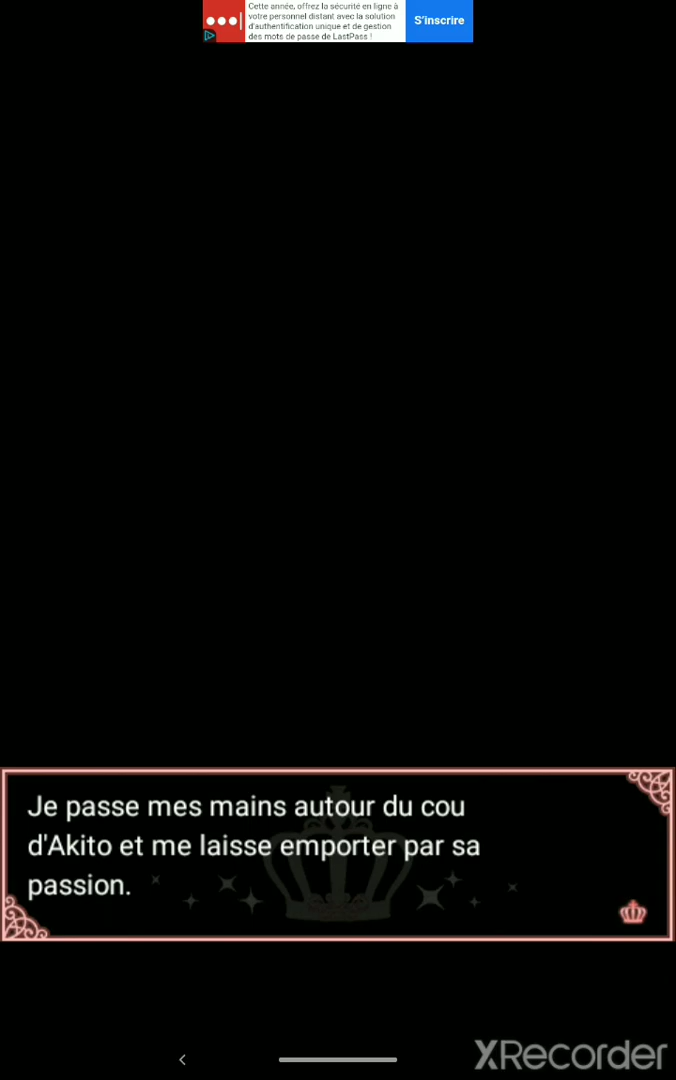 Cette année, offrez la sécurité en ligne à
votre personnel distant avec la solution
d'authentification unique et de gestion
des mots de passe de LastPass !
S'inscrire
Je passe mes mains autour du cou
d'Akito et me laisse emporter par sa
passion.
XRecorder